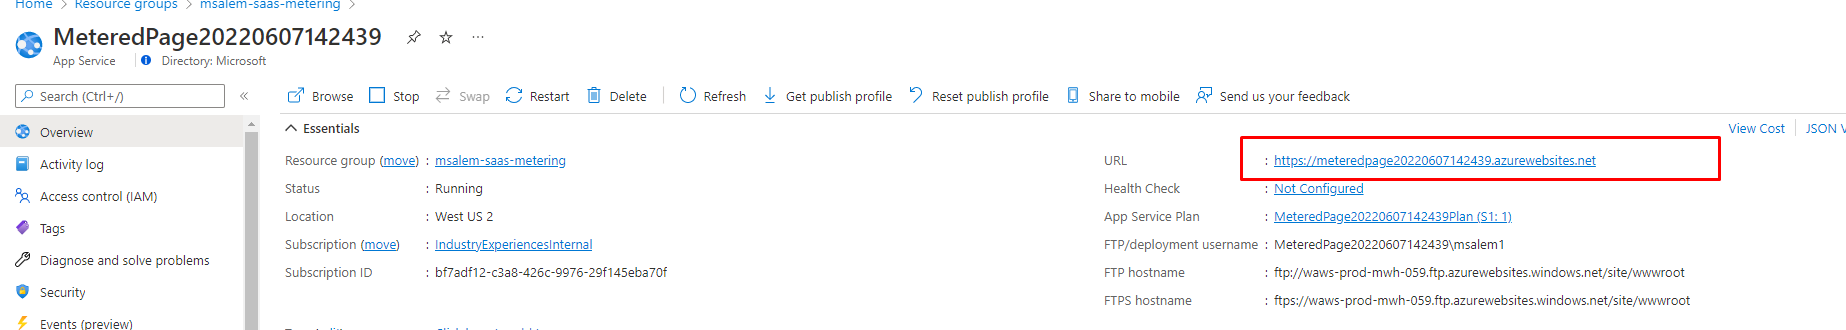 Home > Resource groups > msalem-saas-metering >
MeteredPage20220607142439
App Service
Directory: Microsoft
Search (Ctrl+/)
Browse Stop Swap Restart Delete Refresh Get publish profile Reset publish profile Share to mobile Send us your feedback
Overview
Activity log
Access control (IAM)
Tags
Diagnose and solve problems
Security
Events (preview)
Essentials
View Cost
JSON V
Resource group (move) : msalem-saas-metering
Status : Running
Location : West US 2
Subscription (move) : IndustryExperiencesInternal
Subscription ID : bf7adf12-c3a8-426c-9976-29f145eba70f
URL : https://meteredpage20220607142439.azurewebsites.net
Health Check : Not Configured
App Service Plan : MeteredPage20220607142439Plan (S1: 1)
FTP/deployment username : MeteredPage20220607142439\msalem1
FTP hostname : ftp://waws-prod-mwh-059.ftp.azurewebsites.windows.net/site/wwwroot
FTPS hostname : ftps://waws-prod-mwh-059.ftp.azurewebsites.windows.net/site/wwwroot